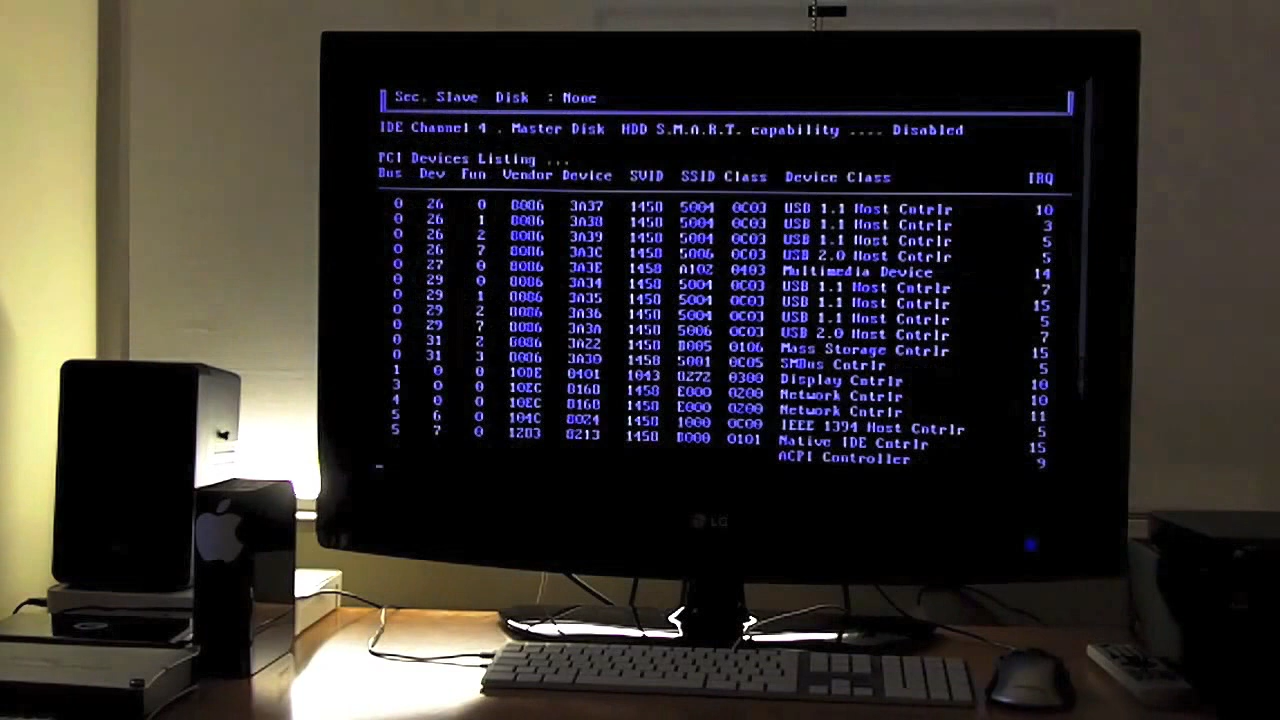 Sec. Slave Disk : None
IDE Channel 4 . Master Disk HDD S.M.A.R.T. capability .... Disabled
PCI Devices Listing ...
Bus Dev Fun Vendor Device SVID SSID Class Device Class IRQ
0 26 0 8086 3A37 1458 5004 0C03 USB 1.1 Host Cntrlr 10
0 26 1 8086 3A38 1458 5004 0C03 USB 1.1 Host Cntrlr 3
0 26 2 8086 3A39 1458 5004 0C03 USB 1.1 Host Cntrlr 5
0 26 7 8086 3A3C 1458 5006 0C03 USB 2.0 Host Cntrlr 5
0 27 0 8086 3A3E 1458 A102 0403 Multimedia Device 14
0 29 0 8086 3A34 1458 5004 0C03 USB 1.1 Host Cntrlr 7
0 29 1 8086 3A35 1458 5004 0C03 USB 1.1 Host Cntrlr 15
0 29 2 8086 3A36 1458 5004 0C03 USB 1.1 Host Cntrlr 5
0 29 7 8086 3A3A 1458 5006 0C03 USB 2.0 Host Cntrlr 7
0 31 2 8086 3A22 1458 B005 0106 Mass Storage Cntrlr 15
0 31 3 8086 3A30 1458 5001 0C05 SMBus Cntrlr 5
1 0 0 10DE 0401 1043 8272 0300 Display Cntrlr 10
3 0 0 10EC 8168 1458 E000 0200 Network Cntrlr 10
4 0 0 10EC 8168 1458 E000 0200 Network Cntrlr 11
5 6 0 104C 8024 1458 1000 0C00 IEEE 1394 Host Cntrlr 5
5 7 0 1283 8213 1458 B000 0101 Native IDE Cntrlr 15
ACPI Controller 9
LG